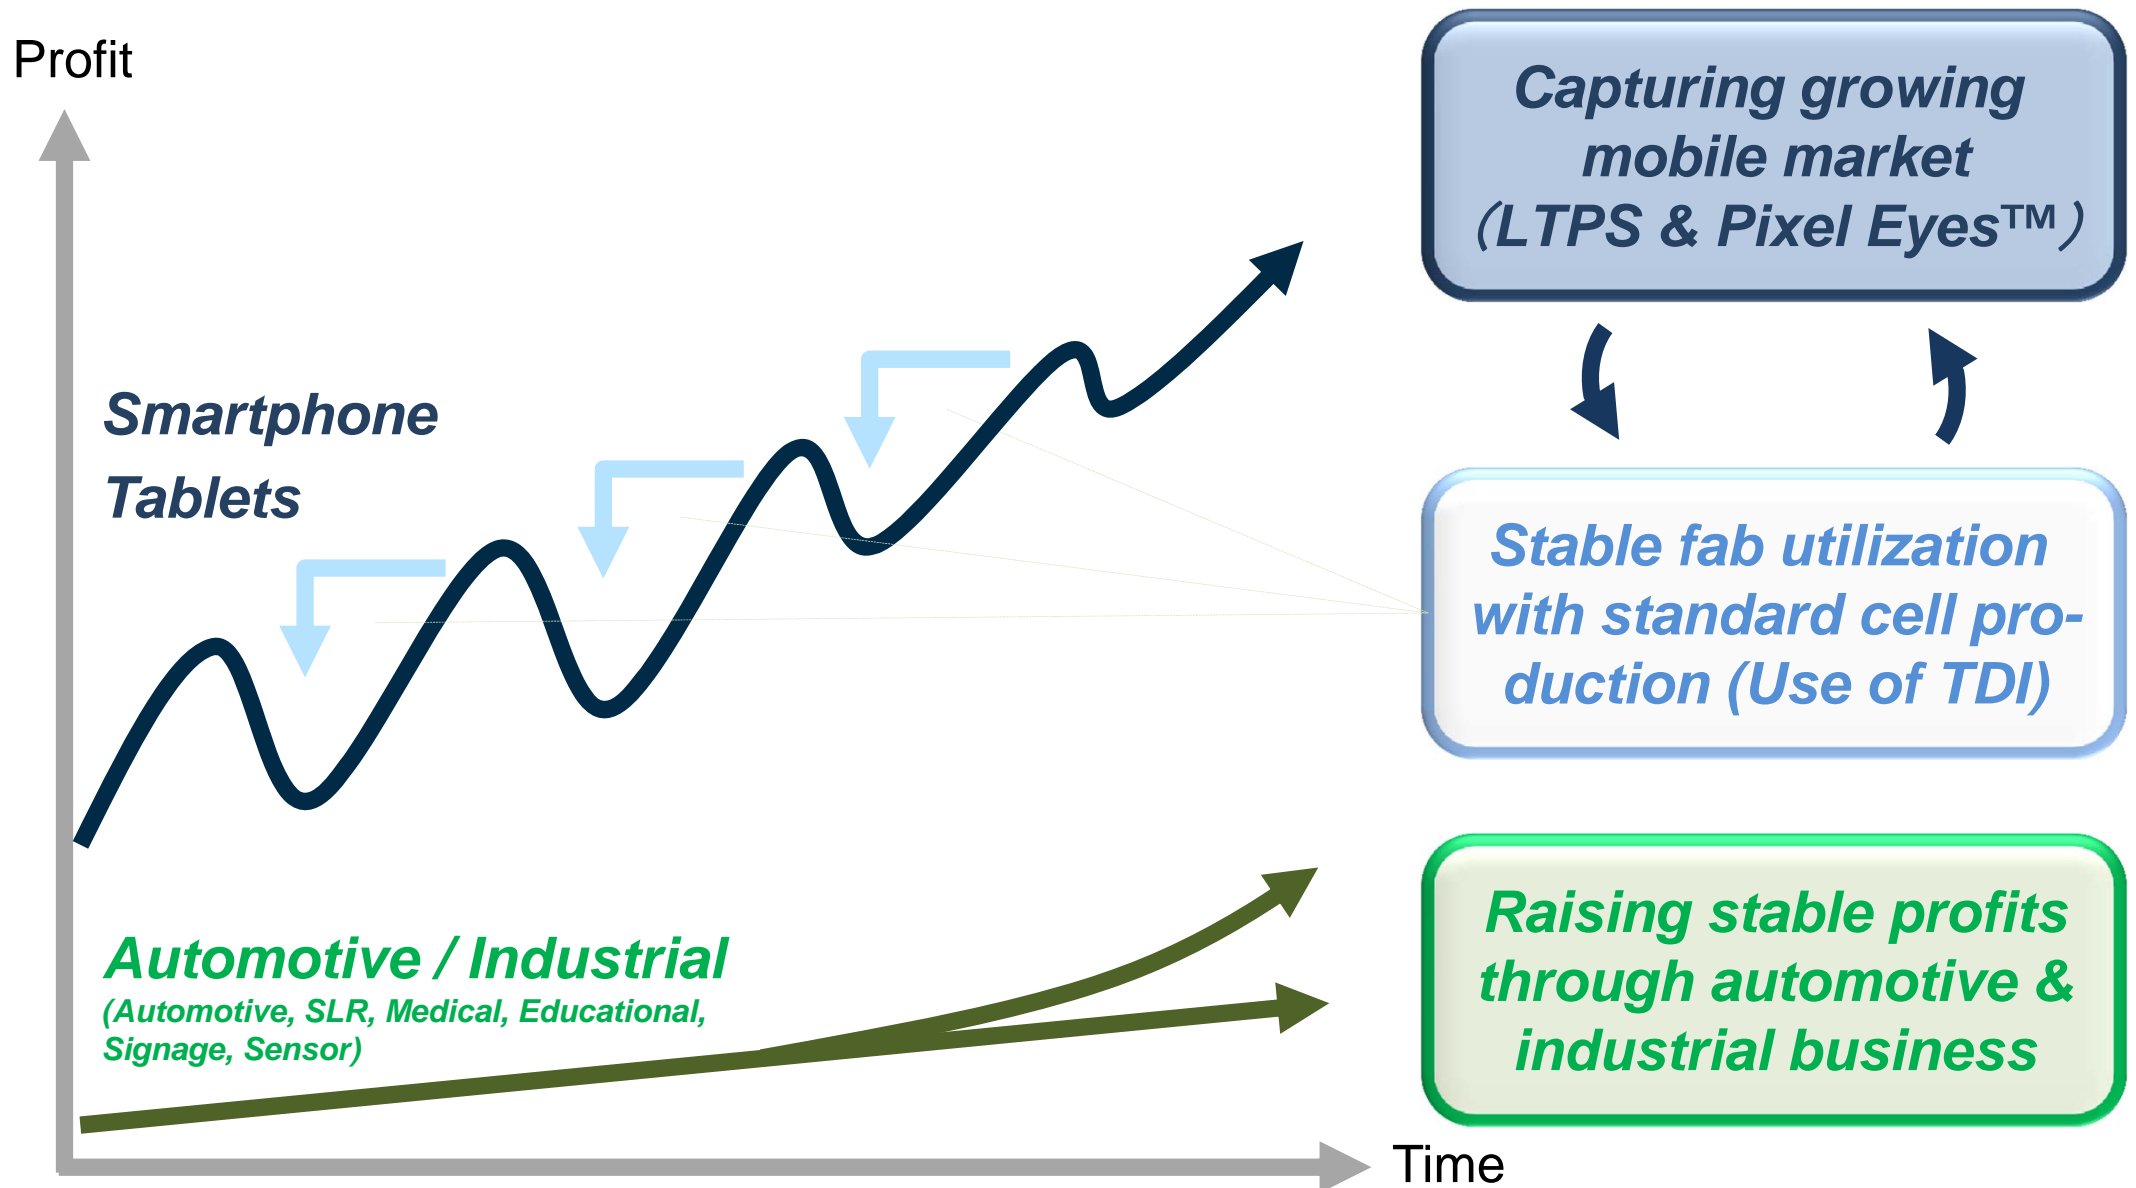 Profit
Capturing growing
mobile market
（LTPS & Pixel Eyes™）
Smartphone
Tablets
Stable fab utilization
with standard cell pro-
duction (Use of TDI)
Automotive / Industrial
(Automotive, SLR, Medical, Educational,
Signage, Sensor)
Raising stable profits
through automotive &
industrial business
Time